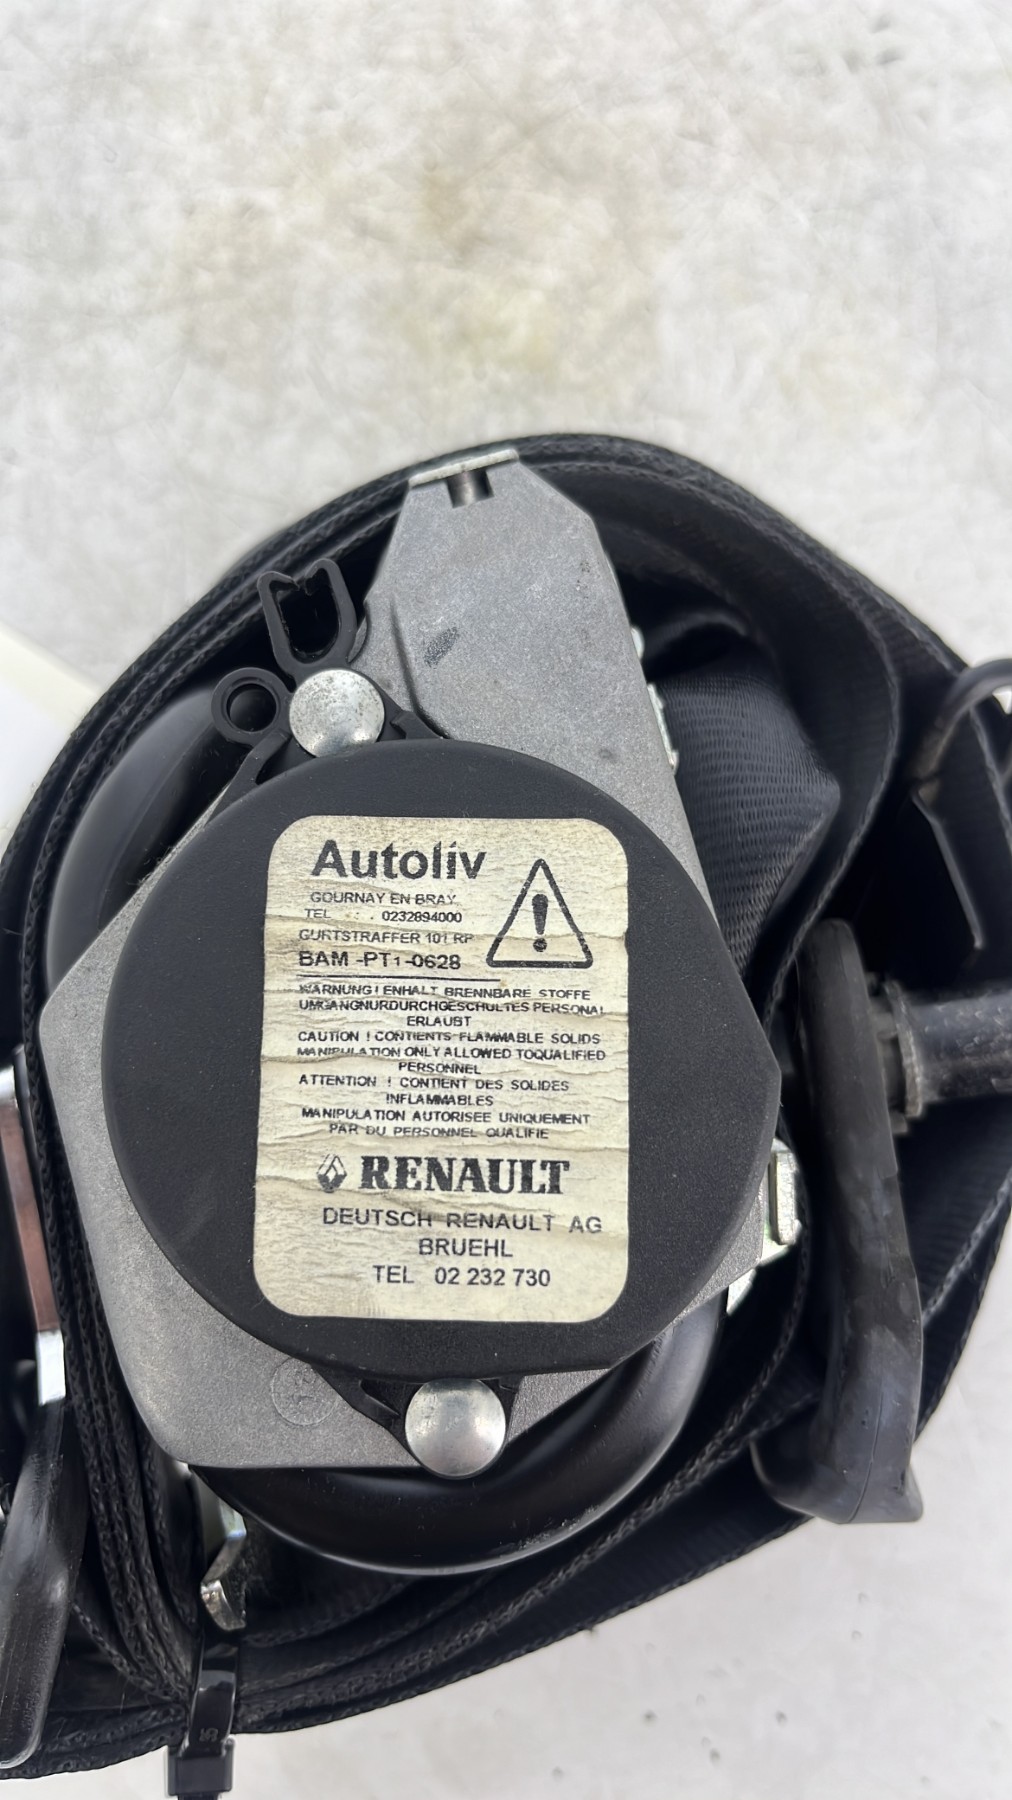 Autoliv
GOURNAY EN BRAY
TEL : . 0232894000
GURTSTRAFFER 101 RP
BAM -PT1-0628
WARNUNG ! ENHALT BRENNBARE STOFFE
UMGANGNURDURCHGESCHULTES PERSONAL
ERLAUBT
CAUTION ! CONTIENTS FLAMMABLE SOLIDS
MANIPULATION ONLY ALLOWED TOQUALIFIED
PERSONNEL
ATTENTION ! CONTIENT DES SOLIDES
INFLAMMABLES
MANIPULATION AUTORISEE UNIQUEMENT
PAR DU PERSONNEL QUALIFIE
RENAULT
DEUTSCH RENAULT AG
BRUEHL
TEL 02 232 730